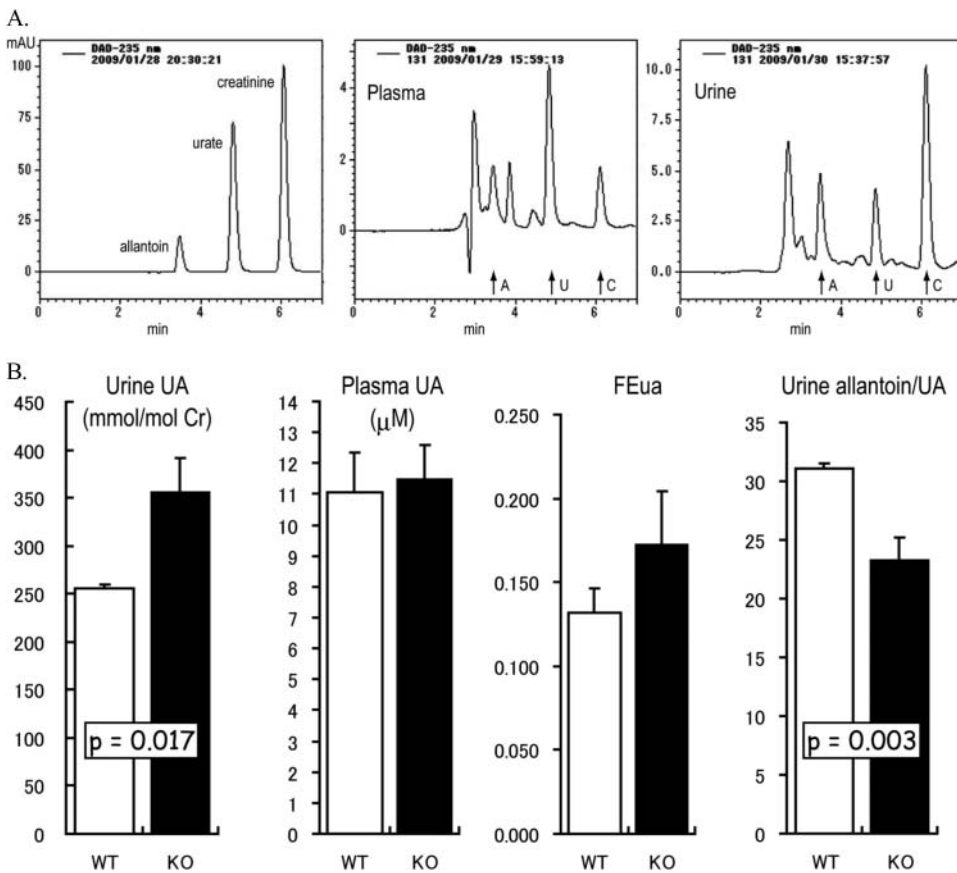 A.
mAU
DAD-235 nm
2009/01/28 20:30:21
100
75
50
25
0
creatinine
urate
allantoin
0 2 4 6
min
DAD-235 nm
131 2009/01/29 15:59:13
Plasma
4
2
0
A U C
0 2 4 6
min
DAD-235 nm
131 2009/01/30 15:37:57
Urine
10.0
7.5
5.0
2.5
0.0
A U C
0 2 4 6
min
B.
Urine UA
(mmol/mol Cr)
450
400
350
300
250
200
150
100
50
0
p = 0.017
WT KO
Plasma UA
(μM)
14
13
12
11
10
9
8
7
6
5
4
3
2
1
0
WT KO
FEua
0.250
0.200
0.150
0.100
0.050
0.000
WT KO
Urine allantoin/UA
35
30
25
20
15
10
5
0
p = 0.003
WT KO